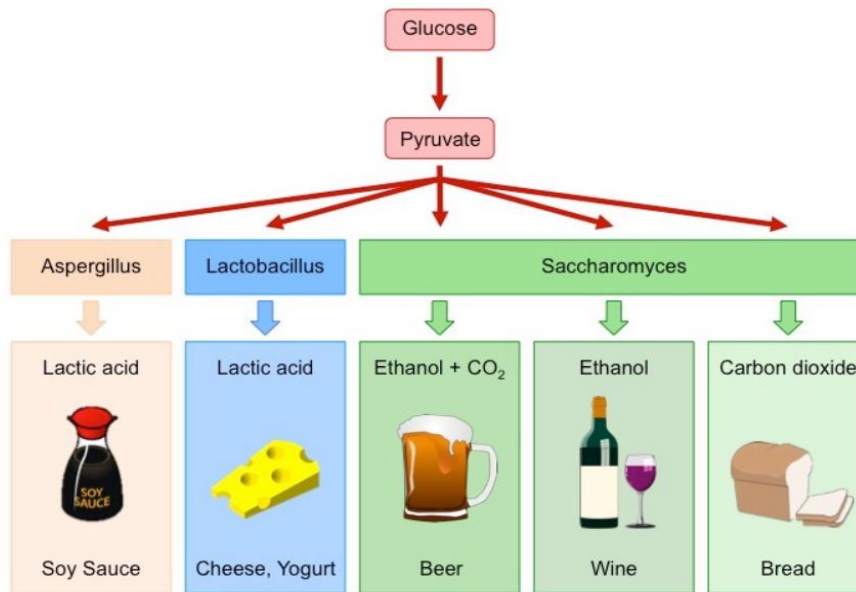 Glucose
Pyruvate
Aspergillus
Lactobacillus
Saccharomyces
Lactic acid
Lactic acid
Ethanol + CO₂
Ethanol
Carbon dioxide
SOY
SAUCE
Soy Sauce
Cheese, Yogurt
Beer
Wine
Bread